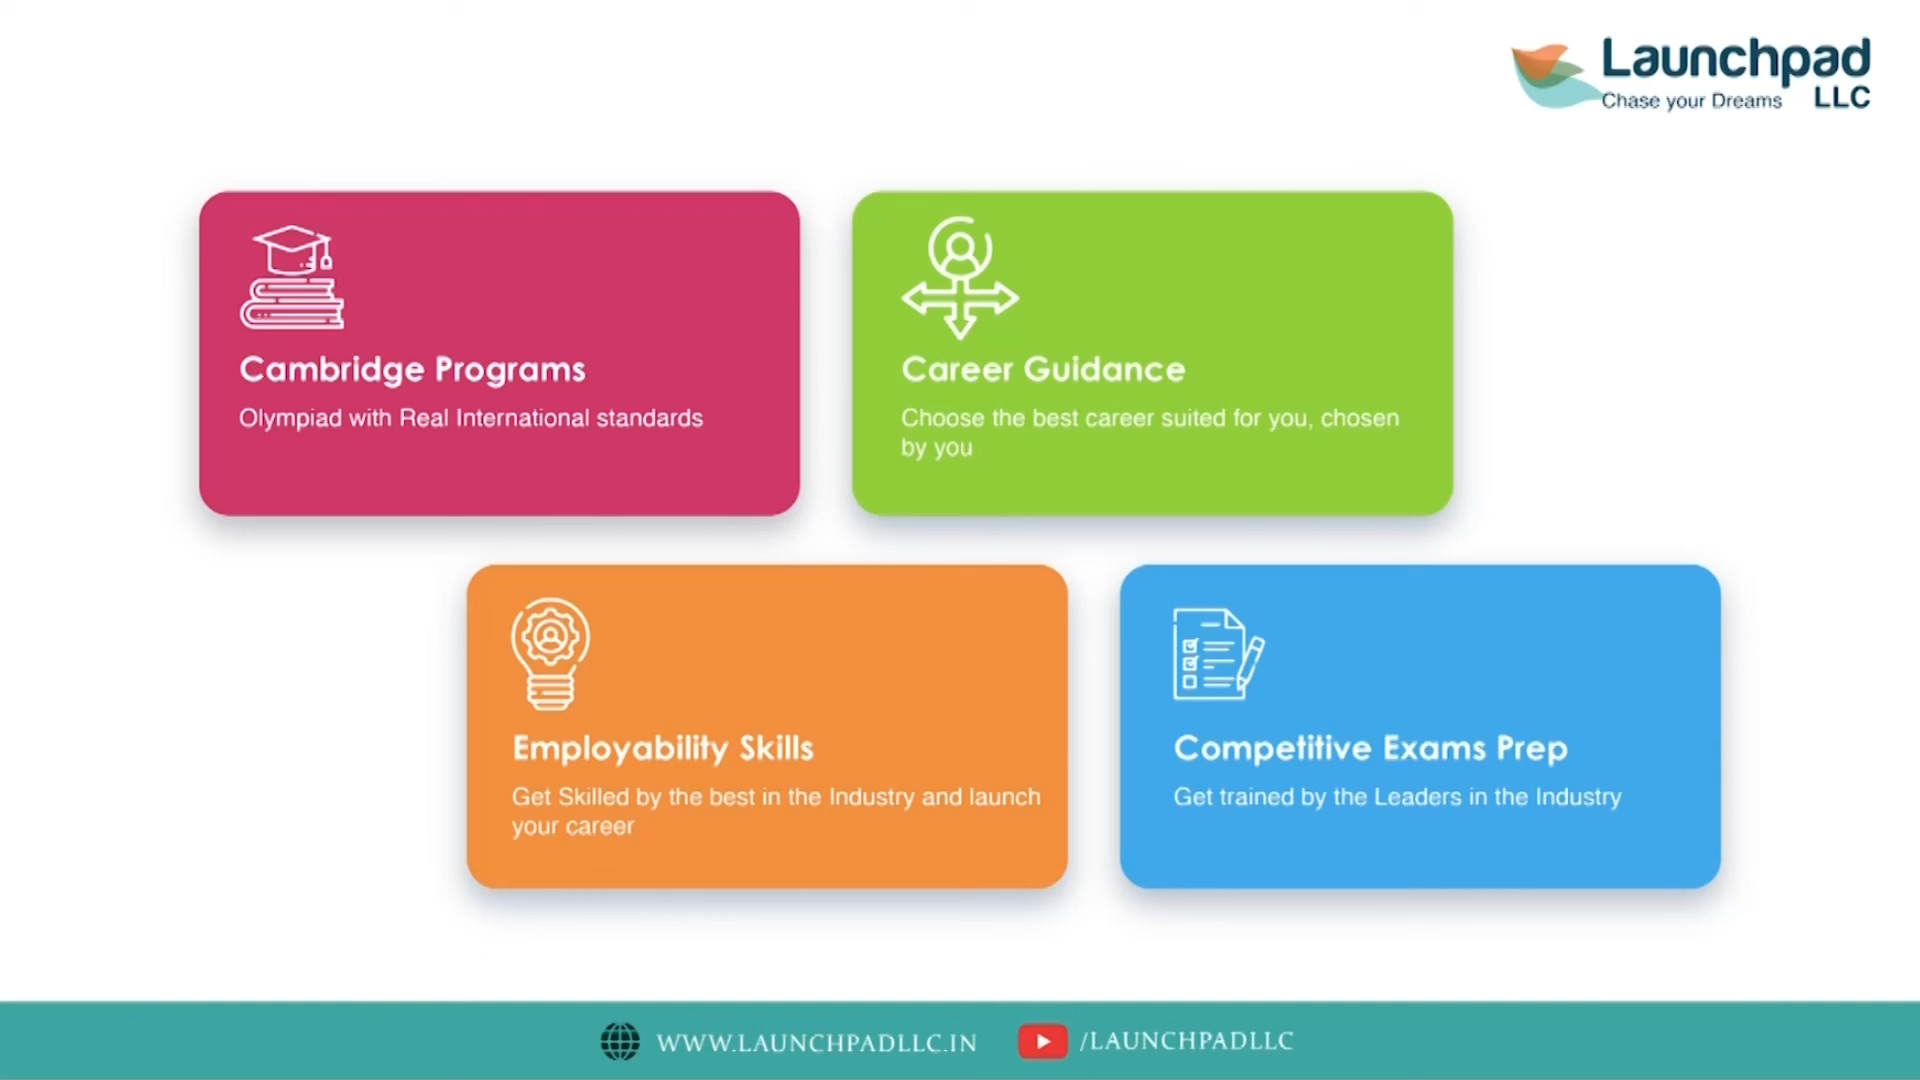 Launchpad
Chase your Dreams LLC
Cambridge Programs
Olympiad with Real International standards
Career Guidance
Choose the best career suited for you, chosen
by you
Employability Skills
Get Skilled by the best in the Industry and launch
your career
Competitive Exams Prep
Get trained by the Leaders in the Industry
WWW.LAUNCHPADLLC.IN /LAUNCHPADLLC